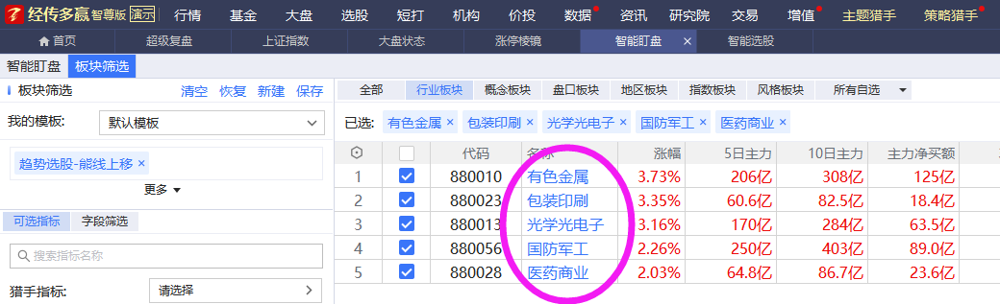 经传多赢 智尊版 演示 行情 基金 大盘 选股 短打 机构 价投 数据 资讯 研究院 交易 增值 主题猎手 策略猎手
首页 超级复盘 上证指数 大盘状态 涨停棱镜 智能盯盘 × 智能选股
智能盯盘 板块筛选
板块筛选 清空 恢复 新建 保存
我的模板: 默认模板
趋势选股-能线上移 ×
更多
可选指标 字段筛选
搜索指标名称
猎手指标: 请选择
全部 行业板块 概念板块 盘口板块 地区板块 指数板块 风格板块 所有自选
已选: 有色金属 × 包装印刷 × 光学光电子 × 国防军工 × 医药商业 ×
代码 名称 涨幅 5日主力 10日主力 主力净买额
1 880010 有色金属 3.73% 206亿 308亿 125亿
2 880023 包装印刷 3.35% 60.6亿 82.5亿 18.4亿
3 880013 光学光电子 3.16% 170亿 284亿 63.5亿
4 880056 国防军工 2.26% 250亿 403亿 89.0亿
5 880028 医药商业 2.03% 64.8亿 86.7亿 23.6亿